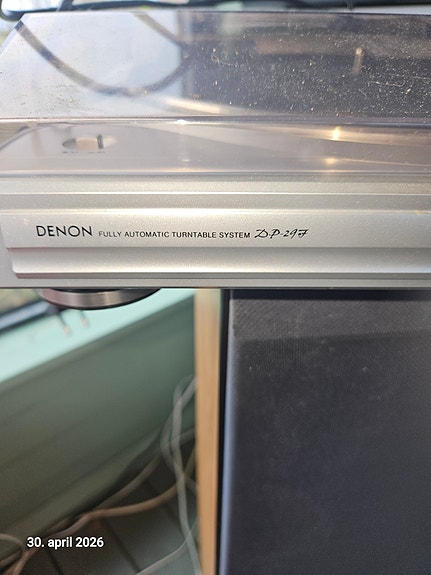 DENON FULLY AUTOMATIC TURNTABLE SYSTEM DP-29F
30. april 2026